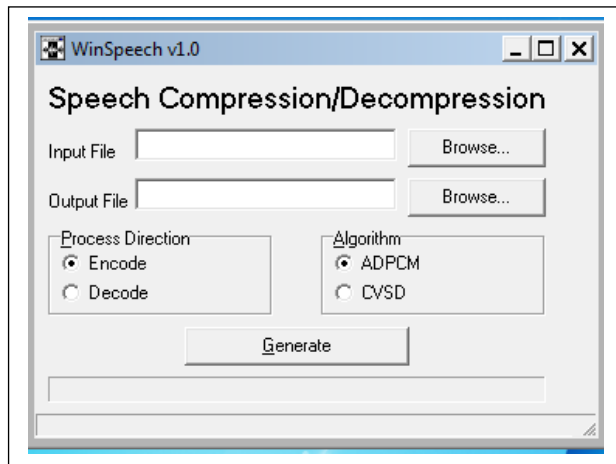 WinSpeech v1.0
Speech Compression/Decompression
Input File Browse...
Output File Browse...
Process Direction Algorithm
Encode ADPCM
Decode CVSD
Generate